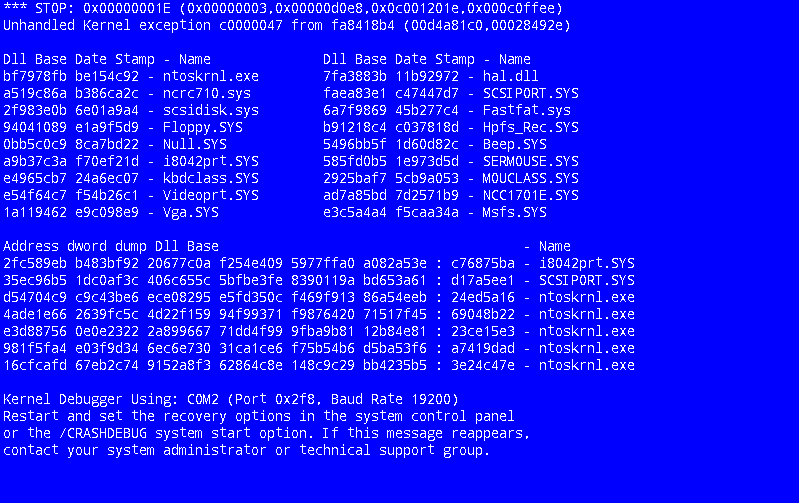 *** STOP: 0x00000001E (0x00000003,0x00000d0e8,0x0c001201e,0x000c0ffee)
Unhandled Kernel exception c0000047 from fa8418b4 (00d4a81c0,00028492e)
Dll Base Date Stamp - Name Dll Base Date Stamp - Name
bf7978fb be154c92 - ntoskrnl.exe 7fa3883b 11b92972 - hal.dll
a519c86a b386ca2c - ncrc710.sys faea83e1 c47447d7 - SCSIPORT.SYS
2f983e0b 6e01a9a4 - scsidisk.sys 6a7f9869 45b277c4 - Fastfat.sys
94041089 e1a9f5d9 - Floppy.SYS b91218c4 c037818d - Hpfs_Rec.SYS
0bb5c0c9 8ca7bd22 - Null.SYS 5496bb5f 1d60d82c - Beep.SYS
a9b37c3a f70ef21d - i8042prt.SYS 585fd0b5 1e973d5d - SERMOUSE.SYS
e4965cb7 24a6ec07 - kbdclass.SYS 2925baf7 5cb9a053 - MOUCLASS.SYS
e54f64c7 f54b26c1 - Videoprt.SYS ad7a85bd 7d2571b9 - NCC1701E.SYS
1a119462 e9c098e9 - Vga.SYS e3c5a4a4 f5caa34a - Msfs.SYS
Address dword dump Dll Base - Name
2fc589eb b483bf92 20677c0a f254e409 5977ffa0 a082a53e : c76875ba - i8042prt.SYS
35ec96b5 1dc0af3c 406c655c 5bfbe3fe 8390119a bd653a61 : d17a5ee1 - SCSIPORT.SYS
d54704c9 c9c43be6 ece08295 e5fd350c f469f913 86a54eeb : 24ed5a16 - ntoskrnl.exe
4ade1e66 2639fc5c 4d22f159 94f99371 f9876420 71517f45 : 69048b22 - ntoskrnl.exe
e3d88756 0e0e2322 2a899667 71dd4f99 9fba9b81 12b84e81 : 23ce15e3 - ntoskrnl.exe
981f5fa4 e03f9d34 6ec6e730 31ca1ce6 f75b54b6 d5ba53f6 : a7419dad - ntoskrnl.exe
16cfcafd 67eb2c74 9152a8f3 62864c8e 148c9c29 bb4235b5 : 3e24c47e - ntoskrnl.exe
Kernel Debugger Using: COM2 (Port 0x2f8, Baud Rate 19200)
Restart and set the recovery options in the system control panel
or the /CRASHDEBUG system start option. If this message reappears,
contact your system administrator or technical support group.